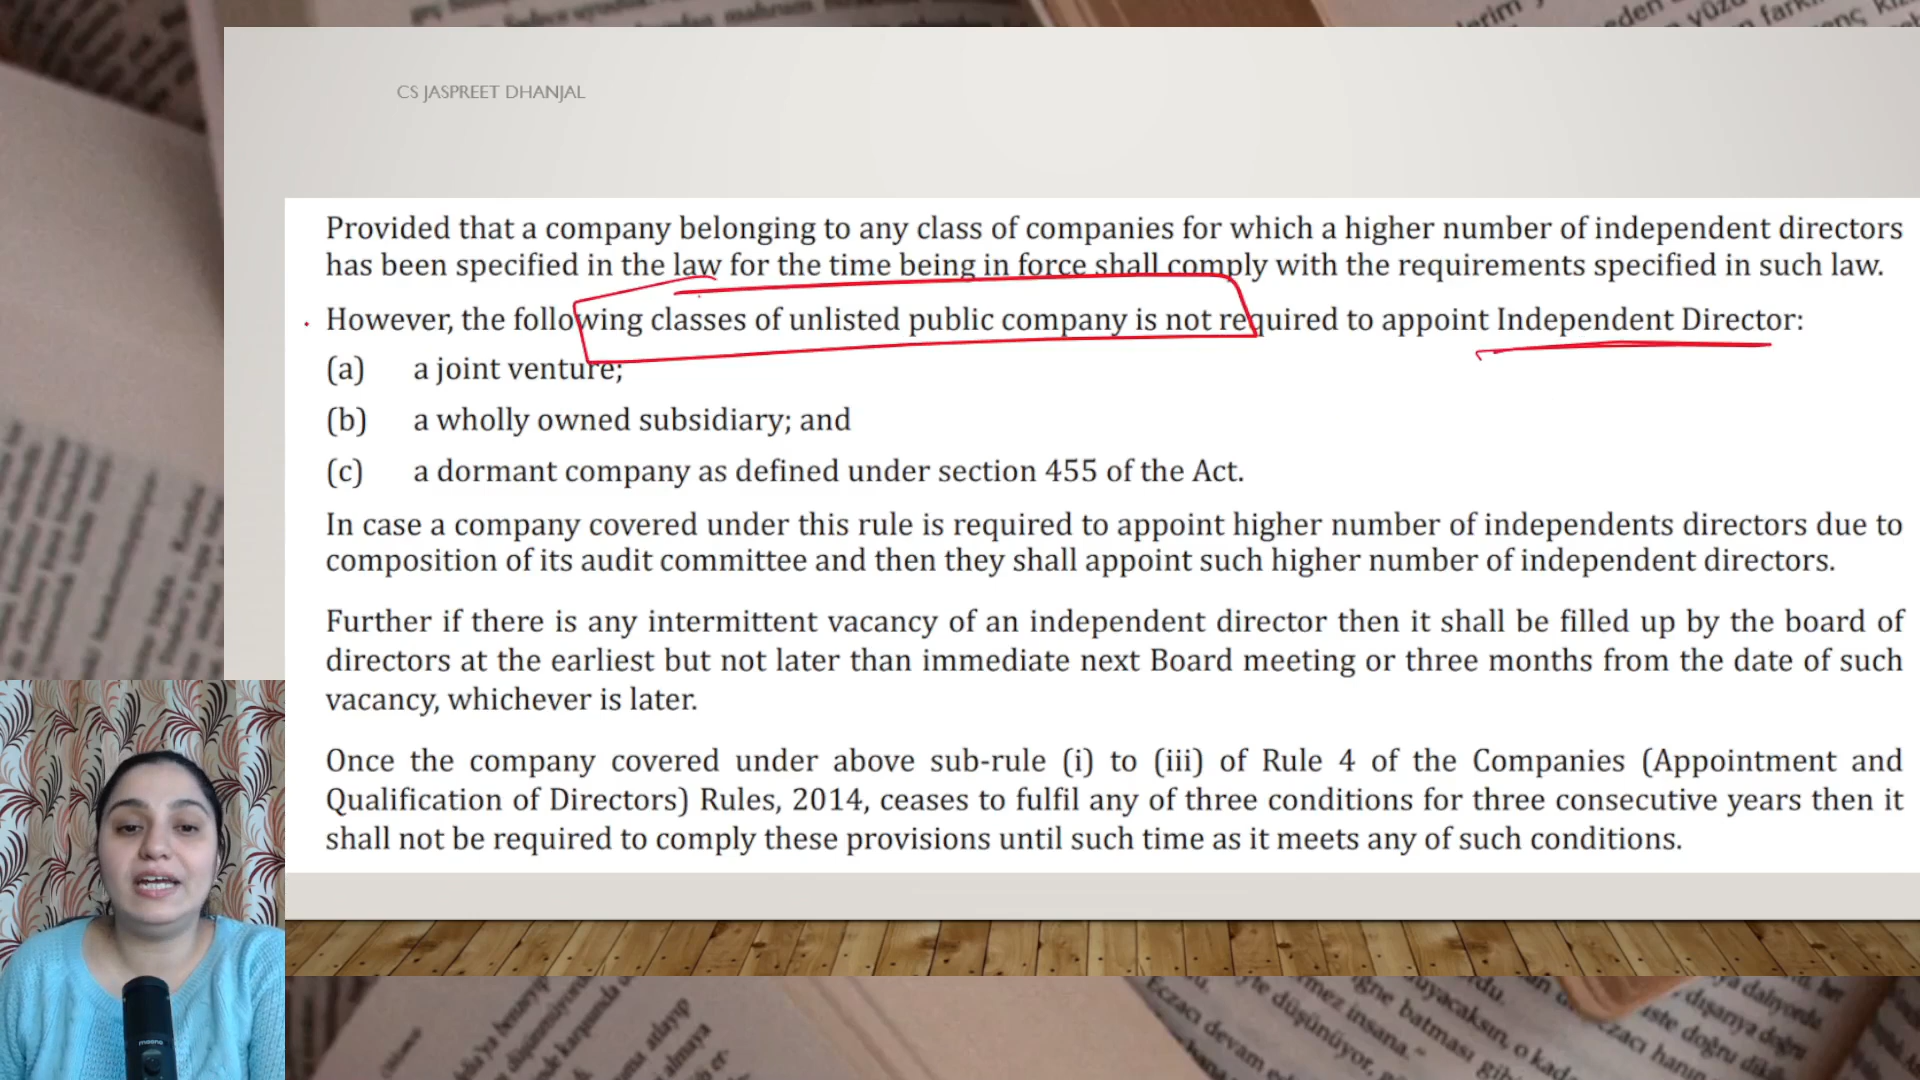 CS JASPREET DHANJAL
Provided that a company belonging to any class of companies for which a higher number of independent directors
has been specified in the law for the time being in force shall comply with the requirements specified in such law.
However, the following classes of unlisted public company is not required to appoint Independent Director:
(a) a joint venture;
(b) a wholly owned subsidiary; and
(c) a dormant company as defined under section 455 of the Act.
In case a company covered under this rule is required to appoint higher number of independents directors due to
composition of its audit committee and then they shall appoint such higher number of independent directors.
Further if there is any intermittent vacancy of an independent director then it shall be filled up by the board of
directors at the earliest but not later than immediate next Board meeting or three months from the date of such
vacancy, whichever is later.
Once the company covered under above sub-rule (i) to (iii) of Rule 4 of the Companies (Appointment and
Qualification of Directors) Rules, 2014, ceases to fulfil any of three conditions for three consecutive years then it
shall not be required to comply these provisions until such time as it meets any of such conditions.
maono